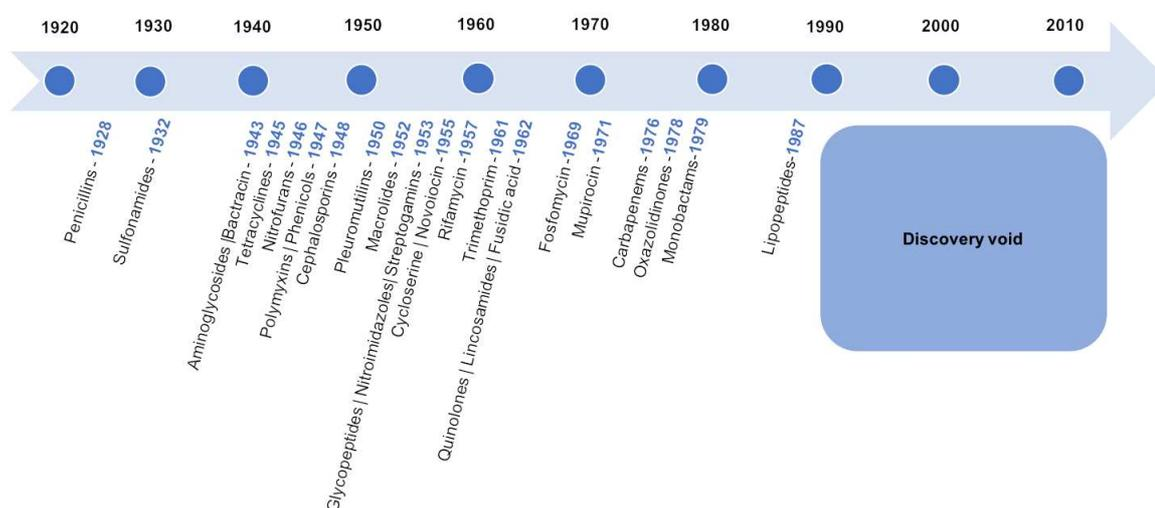 1920 1930 1940 1950 1960 1970 1980 1990 2000 2010
Penicillins - 1928
Sulfonamides - 1932
Aminoglycosides |Bactracin - 1943
Tetracyclines - 1945
Nitrofurans - 1946
Polymyxins | Phenicols - 1947
Cephalosporins - 1948
Pleuromutilins - 1950
Macrolides - 1952
Glycopeptides | Nitroimidazoles| Streptogamins - 1953
Cycloserine | Novoiocin - 1955
Rifamycin - 1957
Trimethoprim -1961
Quinolones | Lincosamides | Fusidic acid - 1962
Fosfomycin -1969
Mupirocin -1971
Carbapenems -1976
Oxazolidinones - 1978
Monobactams-1979
Lipopeptides-1987
Discovery void